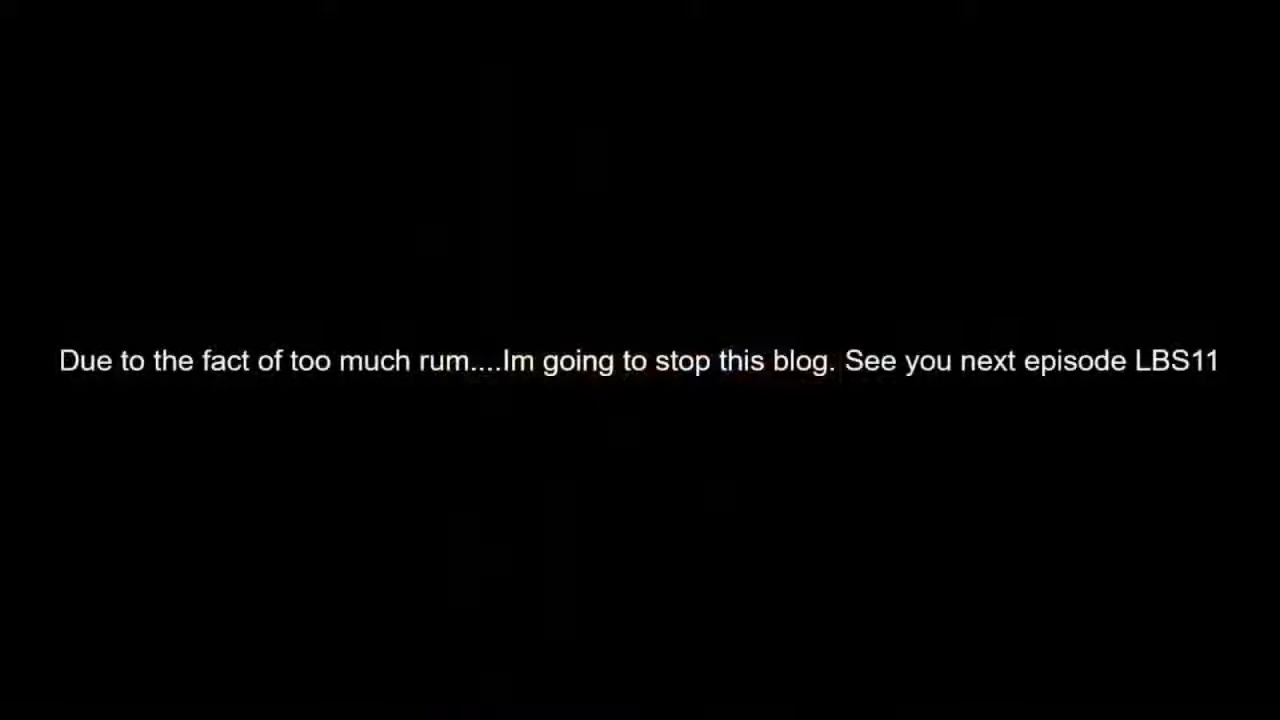 Due to the fact of too much rum....Im going to stop this blog. See you next episode LBS11